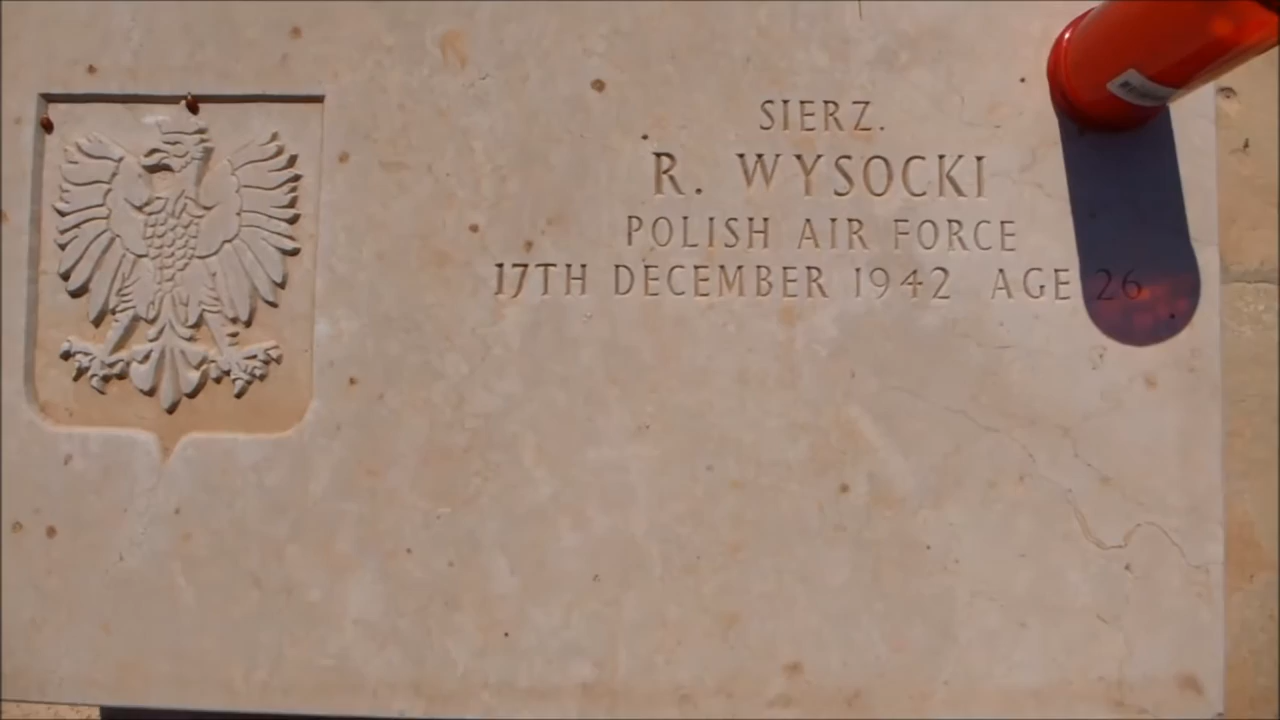 SIERZ.
R. WYSOCKI
POLISH AIR FORCE
17TH DECEMBER 1942 AGE 26